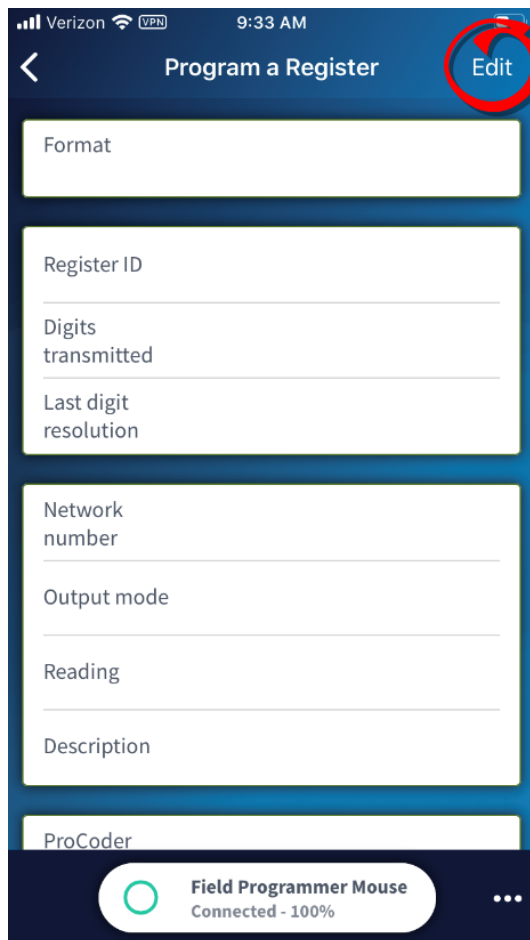 Verizon VPN 9:33 AM
Program a Register Edit
Format
Register ID
Digits
transmitted
Last digit
resolution
Network
number
Output mode
Reading
Description
ProCoder
Field Programmer Mouse
Connected - 100%